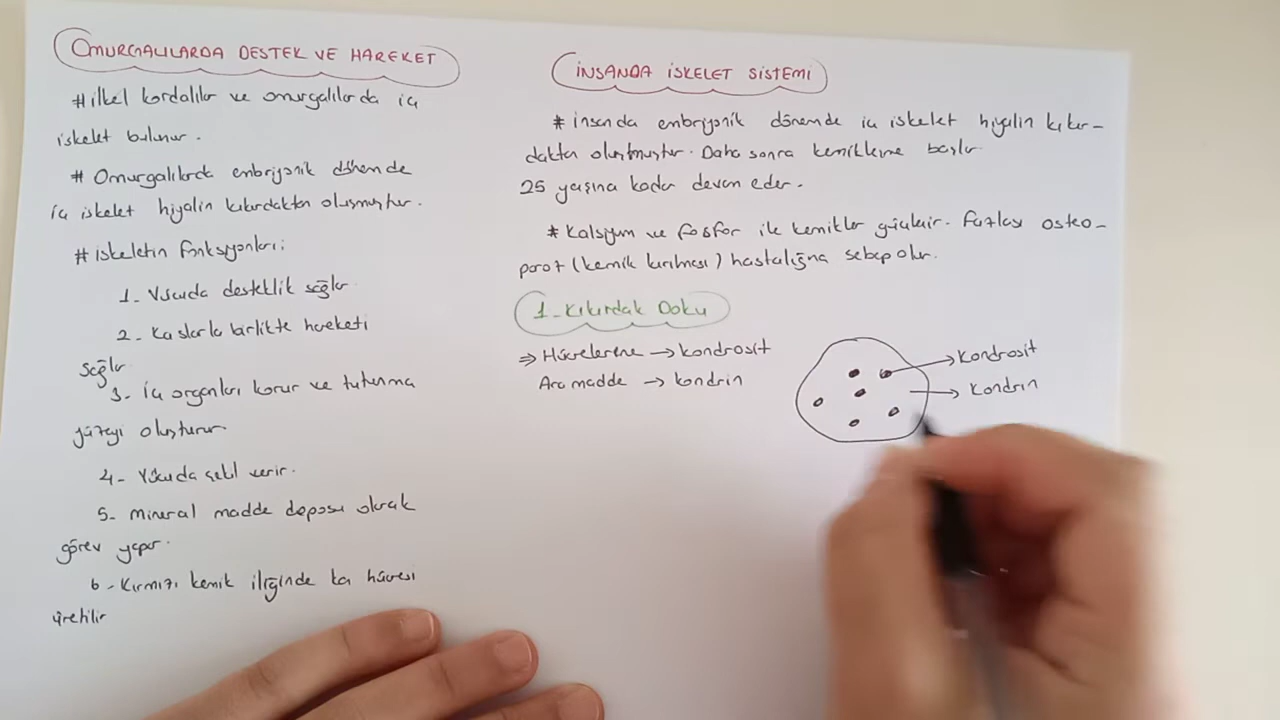 OMURGALILARDA DESTEK VE HAREKET
# ilkel kordalılar ve omurgalılarda iç
iskelet bulunur.
# Omurgalılarda embriyonik dönemde
iç iskelet hiyalin kıkırdaktan oluşmuştur.
# iskeletin fonksiyonları:
1- Vücuda desteklik sağlar
2- Kaslarla birlikte hareketi
sağlar
3- iç organları korur ve tutunma
yüzeyi oluşturur
4- Vücuda şekil verir.
5- Mineral madde deposu olarak
görev yapar.
6- Kırmızı kemik iliğinde kan hücresi
üretilir
İNSANDA İSKELET SİSTEMİ
* insanda embriyonik dönemde iç iskelet hiyalin kıkır-
daktan oluşmuştur. Daha sonra kemikleşme başlar
25 yaşına kadar devam eder.
* Kalsiyum ve fosfor ile kemikler güçlenir. Fazlası osteo-
poroz (kemik kırılması) hastalığına sebep olur.
1- Kıkırdak Doku
⇒ Hücrelerine → kondrosit
Ara madde → kondrin
→ Kondrosit
→ Kondrin